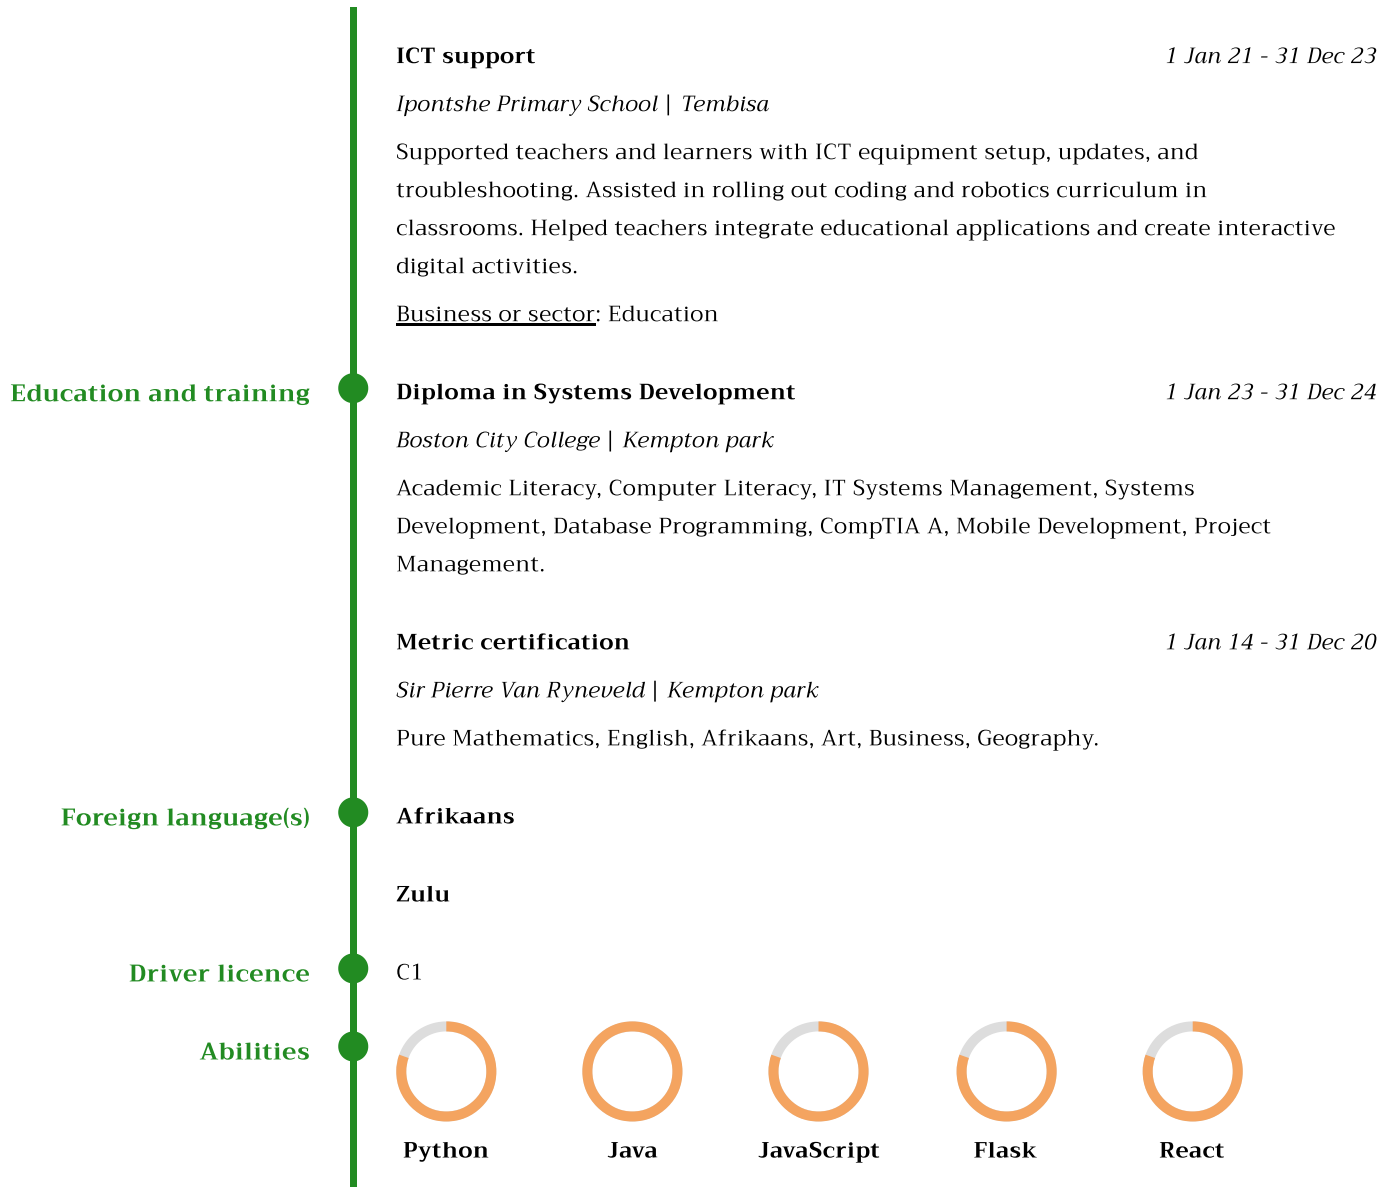 ICT support 1 Jan 21 - 31 Dec 23
Ipontshe Primary School | Tembisa
Supported teachers and learners with ICT equipment setup, updates, and
troubleshooting. Assisted in rolling out coding and robotics curriculum in
classrooms. Helped teachers integrate educational applications and create interactive
digital activities.
Business or sector: Education
Education and training Diploma in Systems Development 1 Jan 23 - 31 Dec 24
Boston City College | Kempton park
Academic Literacy, Computer Literacy, IT Systems Management, Systems
Development, Database Programming, CompTIA A, Mobile Development, Project
Management.
Metric certification 1 Jan 14 - 31 Dec 20
Sir Pierre Van Ryneveld | Kempton park
Pure Mathematics, English, Afrikaans, Art, Business, Geography.
Foreign language(s) Afrikaans
Zulu
Driver licence C1
Abilities
Python Java JavaScript Flask React